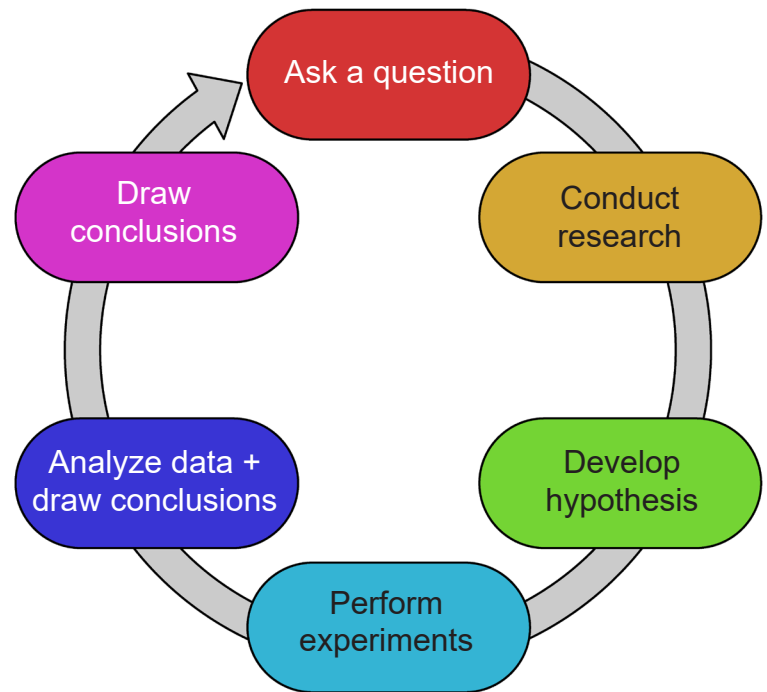 Ask a question
Conduct
research
Develop
hypothesis
Perform
experiments
Analyze data +
draw conclusions
Draw
conclusions